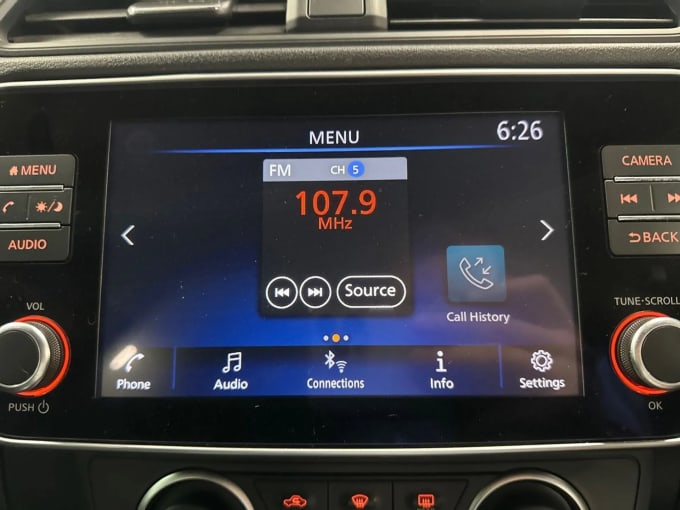 MENU 6:26
MENU
CAMERA
FM CH 5
107.9
MHz
AUDIO
BACK
Source
VOL
TUNE·SCROLL
Call History
Phone Audio Connections Info Settings
PUSH
OK